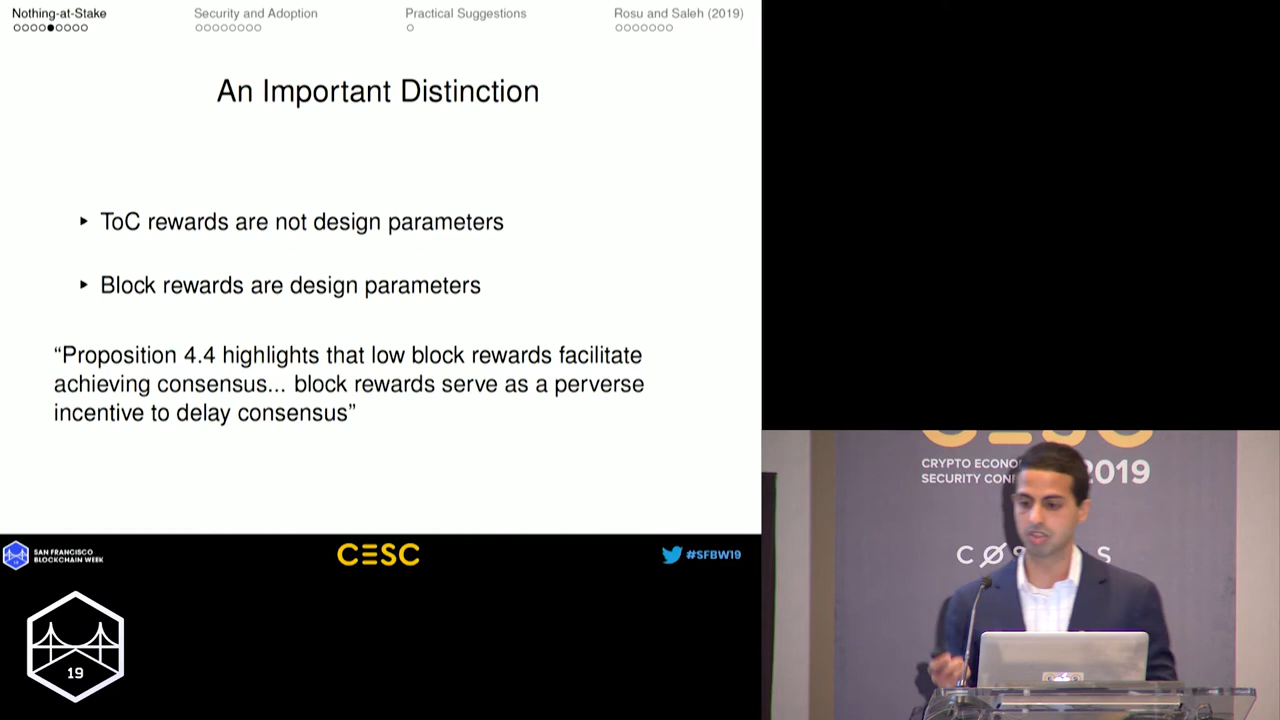 Nothing-at-Stake
Security and Adoption
Practical Suggestions
Rosu and Saleh (2019)
An Important Distinction
ToC rewards are not design parameters
Block rewards are design parameters
“Proposition 4.4 highlights that low block rewards facilitate
achieving consensus... block rewards serve as a perverse
incentive to delay consensus”
SAN FRANCISCO
BLOCKCHAIN WEEK
CESC
#SFBW19
19
CESC
CRYPTO ECONO
SECURITY CON
2019